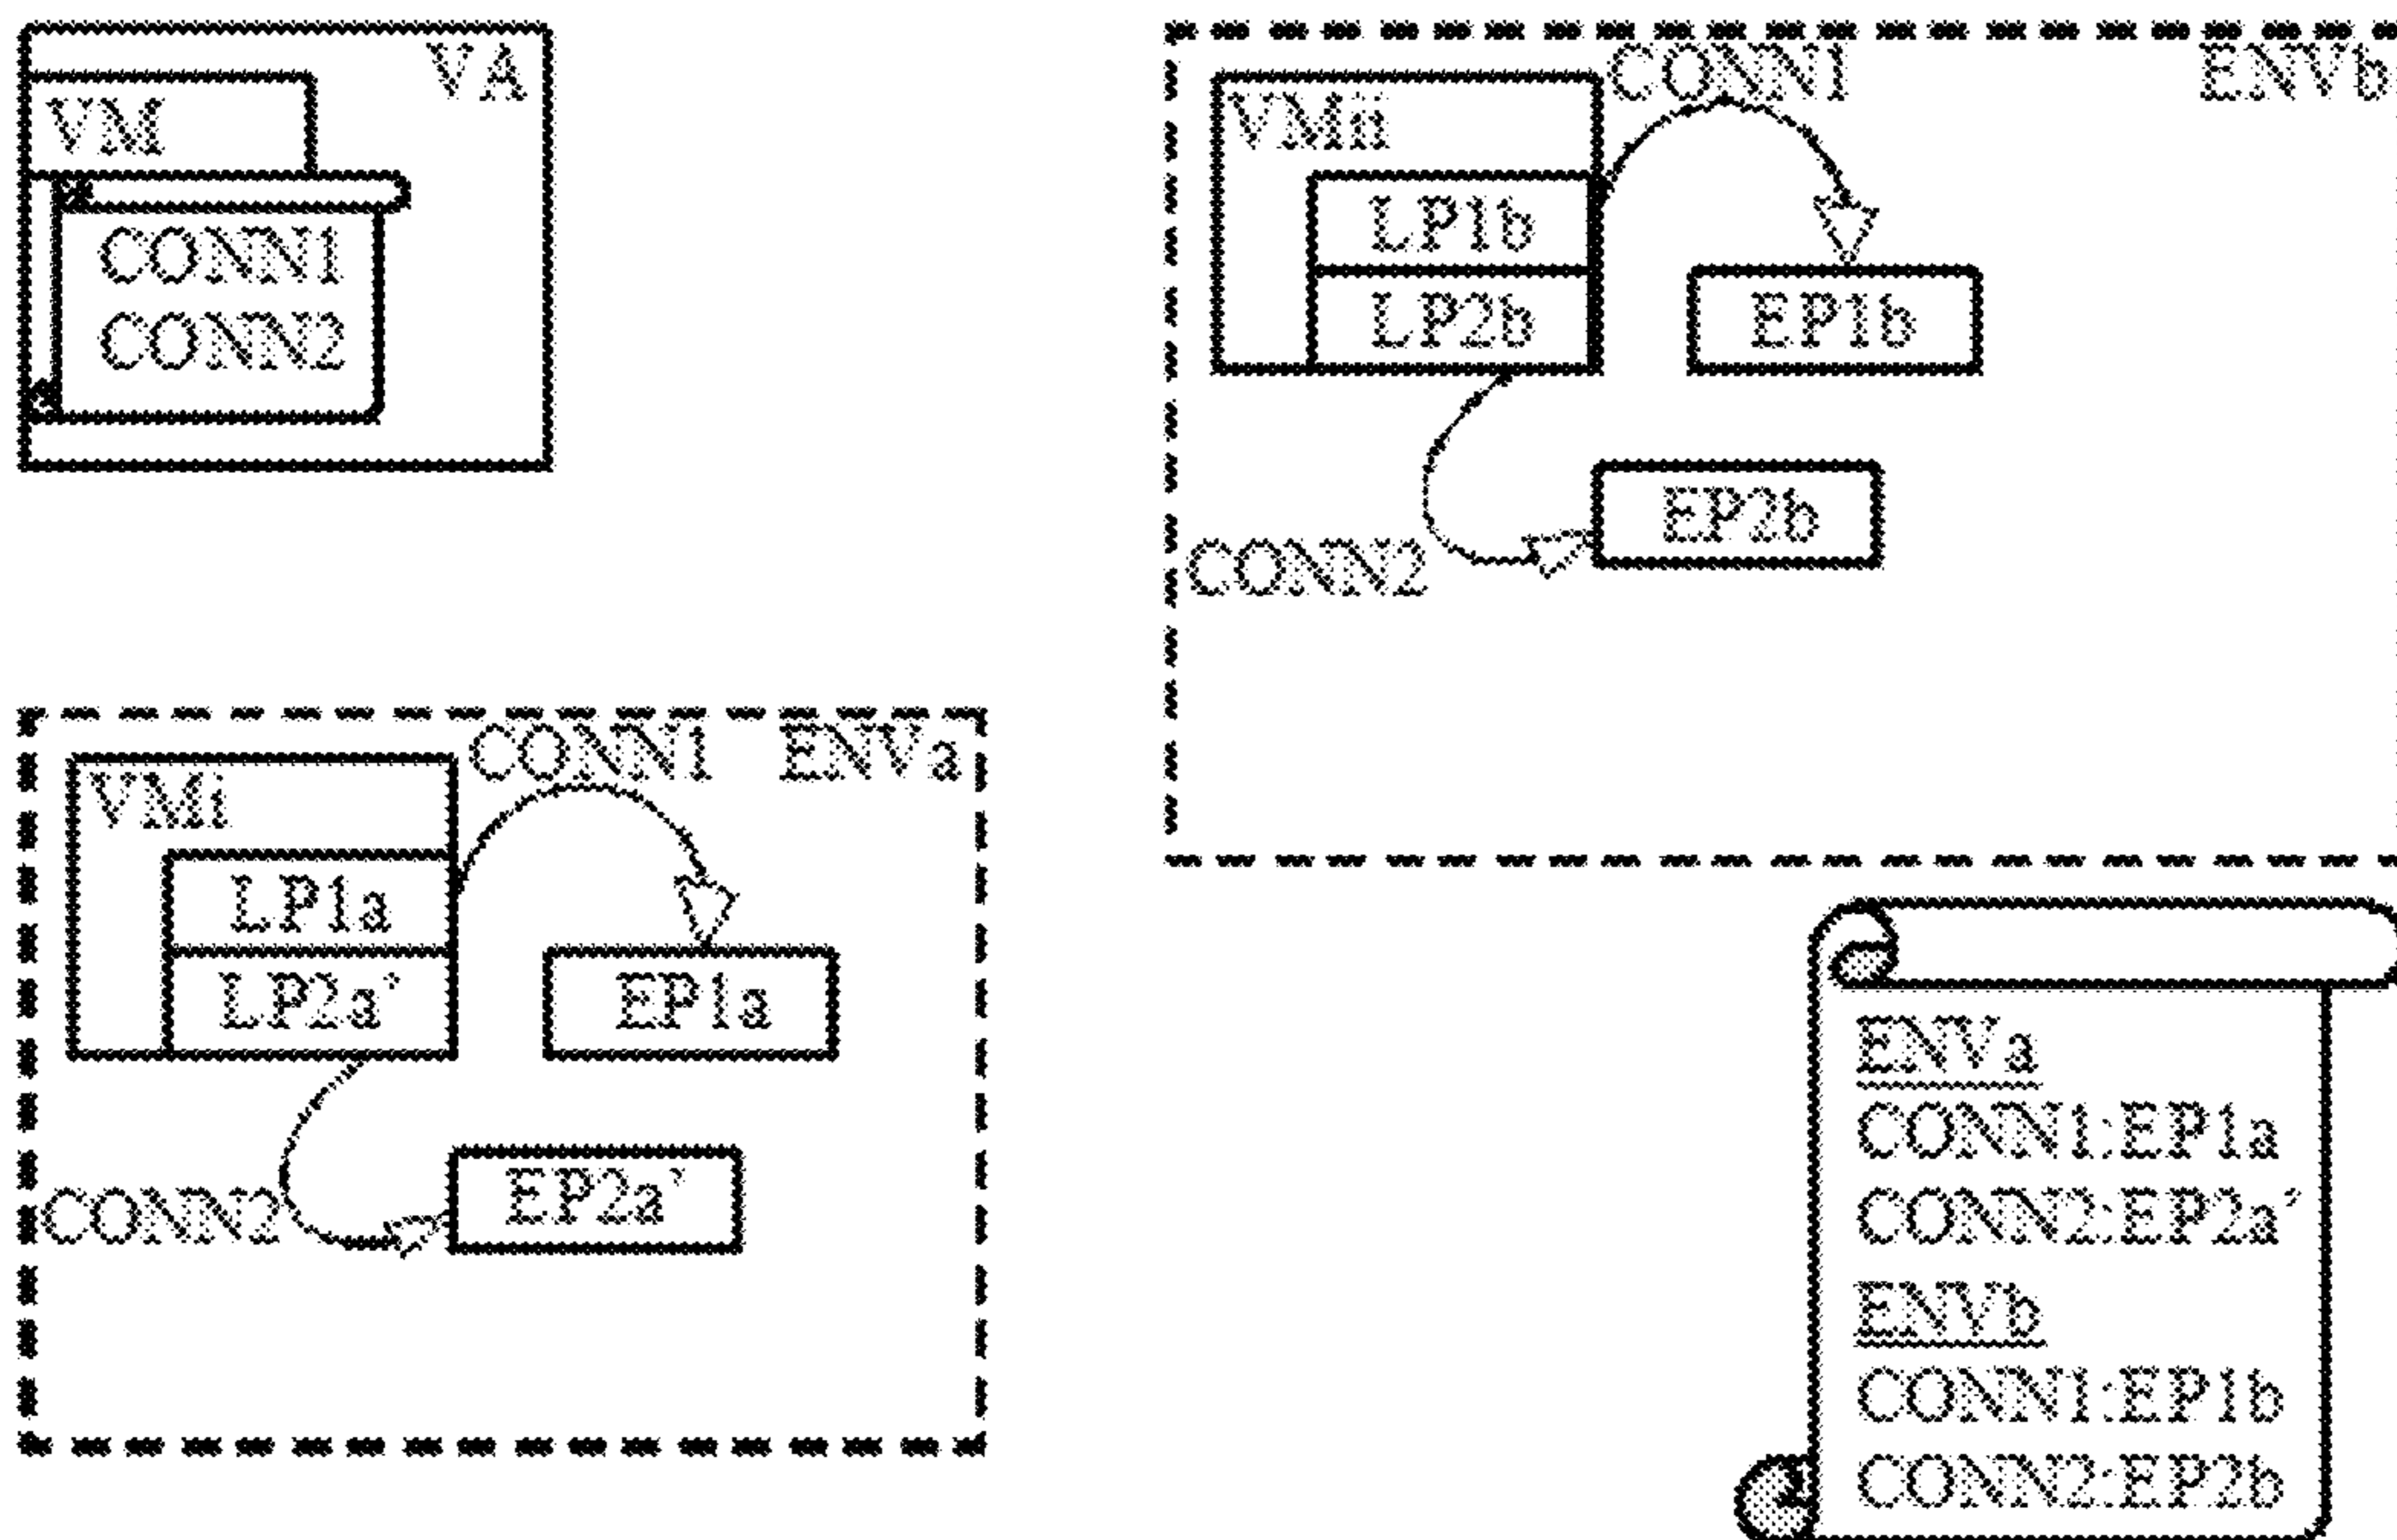 VA
VM
CONN1
CONN2
CONN1
ENVb
VMii
LP1b
LP2b
EP1b
EP2b
CONN2
CONN1
ENVa
VMi
LP1a
LP2a'
EP1a
EP2a'
CONN2
ENVa
CONN1:EP1a
CONN2:EP2a'
ENVb
CONN1:EP1b
CONN2:EP2b